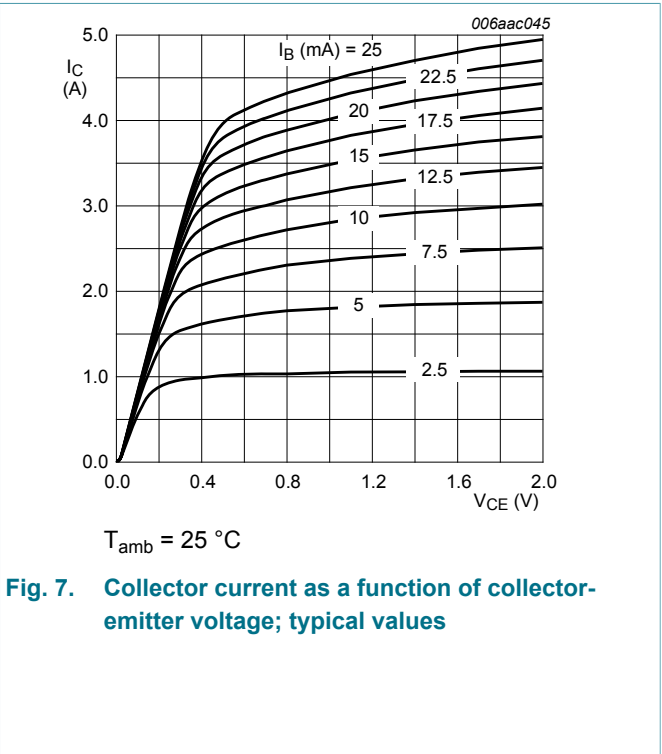 006aac045
5.0
I_C
(A)
I_B (mA) = 25
22.5
20
4.0
17.5
15
12.5
3.0
10
7.5
2.0
5
1.0
2.5
0.0
0.0 0.4 0.8 1.2 1.6 2.0
V_CE (V)
T_amb = 25 °C
Fig. 7. Collector current as a function of collector-
emitter voltage; typical values